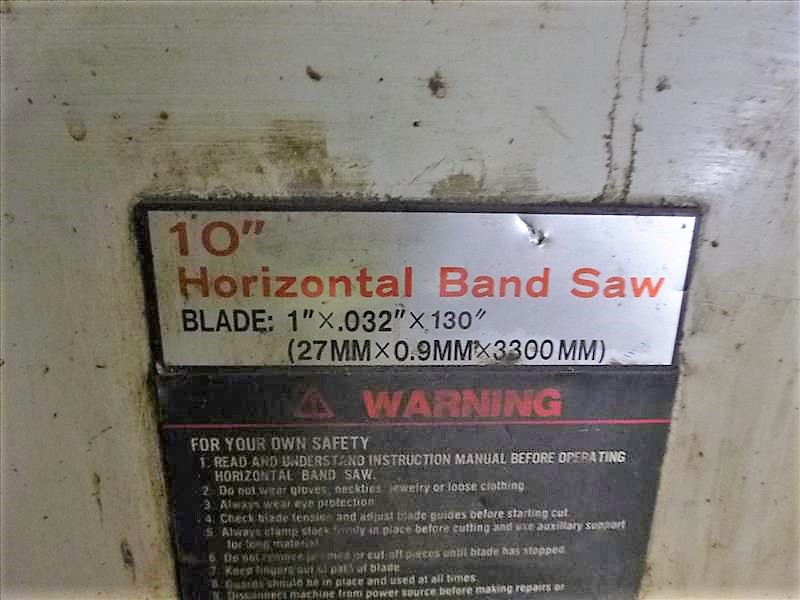 10"
Horizontal Band Saw
BLADE: 1"×.032"×130"
(27MM×0.9MM×3300MM)
WARNING
FOR YOUR OWN SAFETY
1. READ AND UNDERSTAND INSTRUCTION MANUAL BEFORE OPERATING
HORIZONTAL BAND SAW.
2. Do not wear gloves, neckties, jewelry or loose clothing.
3. Always wear eye protection.
4. Check blade tension and adjust blade guides before starting cut.
5. Always clamp stock firmly in place before cutting and use auxillary support
for long material.
6. Do not remove jammed or cut-off pieces until blade has stopped.
7. Keep fingers out of path of blade.
8. Guards should be in place and used at all times.
9. Disconnect machine from power source before making repairs or